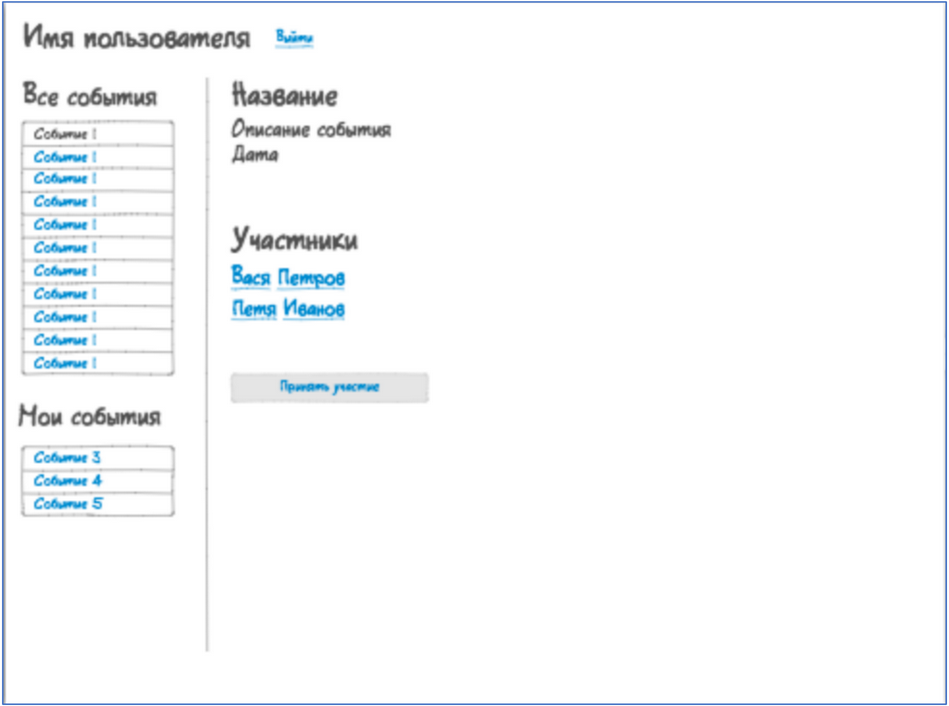 Имя пользователя Выйти
Все события
Событие 1
Событие 1
Событие 1
Событие 1
Событие 1
Событие 1
Событие 1
Событие 1
Событие 1
Событие 1
Событие 1
Мои события
Событие 3
Событие 4
Событие 5
Название
Описание события
Дата
Участники
Вася Петров
Петя Иванов
Принять участие